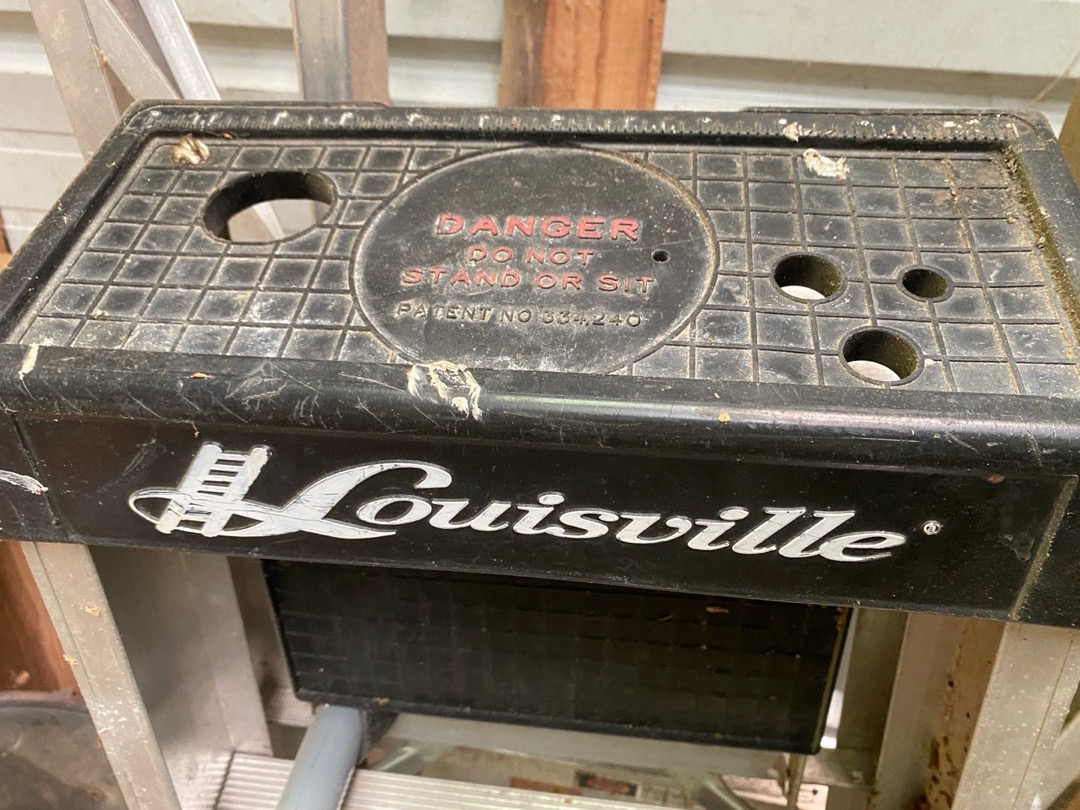 DANGER
DO NOT
STAND OR SIT
PATENT NO 334,240
Louisville ®